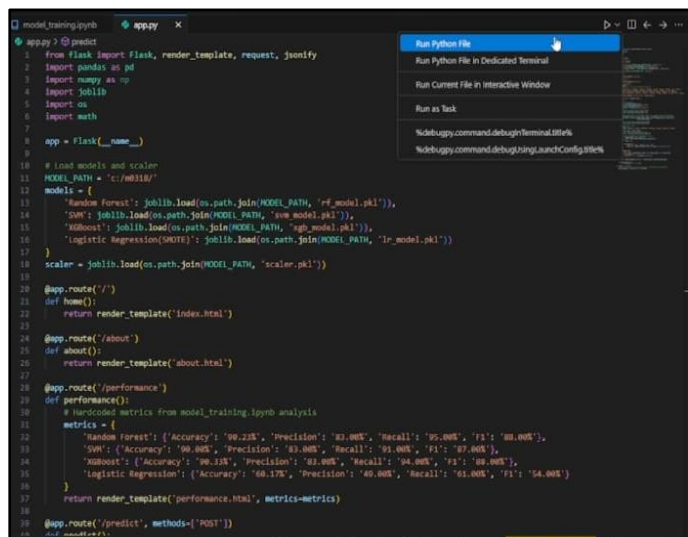 model_training.ipynb
app.py
app.py > predict
1 from flask import Flask, render_template, request, jsonify
2 import pandas as pd
3 import numpy as np
4 import joblib
5 import os
6 import math
7
8 app = Flask(__name__)
9
10 # Load models and scaler
11 MODEL_PATH = 'c:/m0318/'
12 models = {
13 'Random Forest': joblib.load(os.path.join(MODEL_PATH, 'rf_model.pkl')),
14 'SVM': joblib.load(os.path.join(MODEL_PATH, 'svm_model.pkl')),
15 'XGBoost': joblib.load(os.path.join(MODEL_PATH, 'xgb_model.pkl')),
16 'Logistic Regression(SMOTE)': joblib.load(os.path.join(MODEL_PATH, 'lr_model.pkl'))
17 }
18 scaler = joblib.load(os.path.join(MODEL_PATH, 'scaler.pkl'))
19
20 @app.route('/')
21 def home():
22 return render_template('index.html')
23
24 @app.route('/about')
25 def about():
26 return render_template('about.html')
27
28 @app.route('/performance')
29 def performance():
30 # Hardcoded metrics from model_training.ipynb analysis
31 metrics = {
32 'Random Forest': {'Accuracy': '90.23%', 'Precision': '83.00%', 'Recall': '95.00%', 'F1': '88.00%'},
33 'SVM': {'Accuracy': '90.00%', 'Precision': '83.00%', 'Recall': '91.00%', 'F1': '87.00%'},
34 'XGBoost': {'Accuracy': '90.33%', 'Precision': '83.00%', 'Recall': '94.00%', 'F1': '88.00%'},
35 'Logistic Regression': {'Accuracy': '60.17%', 'Precision': '49.00%', 'Recall': '61.00%', 'F1': '54.00%'}
36 }
37 return render_template('performance.html', metrics=metrics)
38
39 @app.route('/predict', methods=['POST'])
40 def predict():
Run Python File
Run Python File in Dedicated Terminal
Run Current File in Interactive Window
Run as Task
%debugpy.command.debugInTerminal.title%
%debugpy.command.debugUsingLaunchConfig.title%